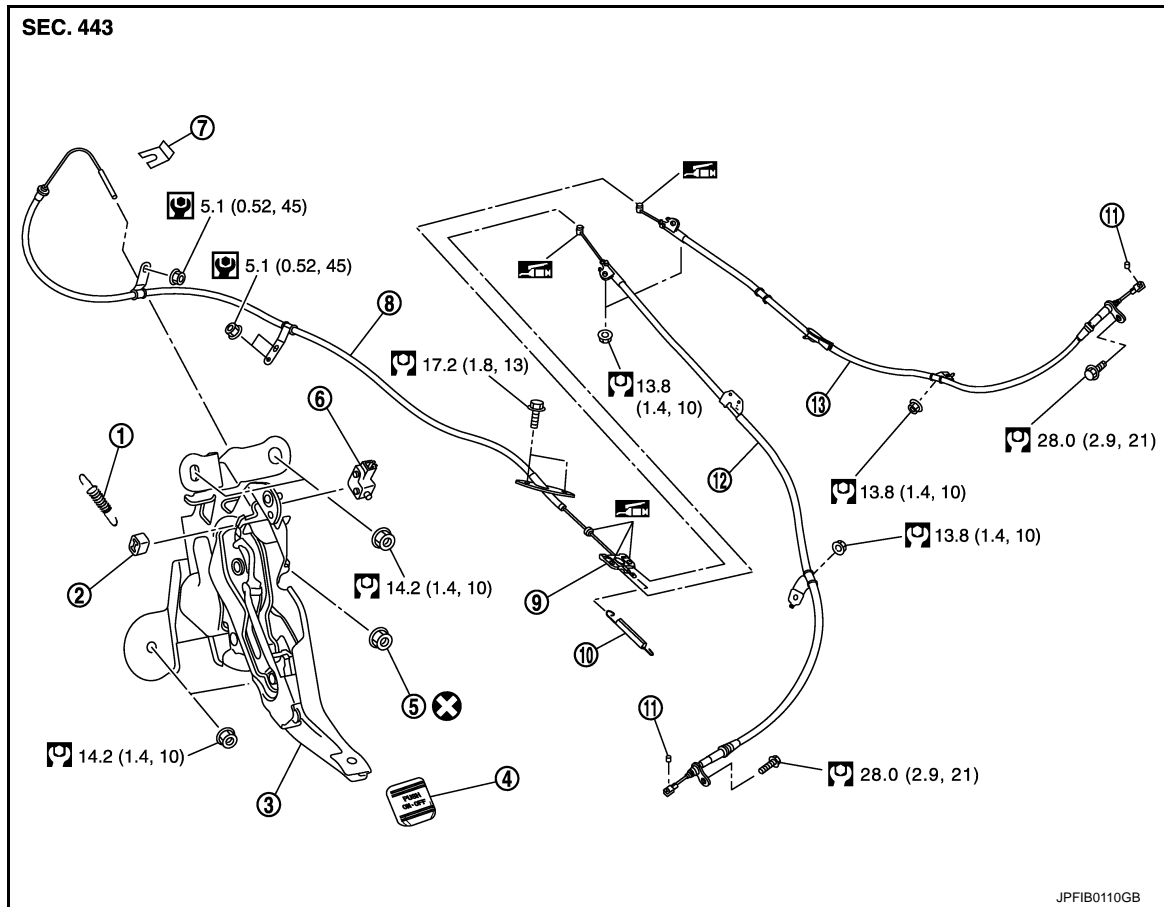 SEC. 443
7
5.1 (0.52, 45)
5.1 (0.52, 45)
11
8
17.2 (1.8, 13)
13.8
(1.4, 10)
13
28.0 (2.9, 21)
6
1
12
13.8 (1.4, 10)
13.8 (1.4, 10)
2
14.2 (1.4, 10)
9
10
5
11
14.2 (1.4, 10)
3
PUSH
ON-OFF
4
28.0 (2.9, 21)
JPFIB0110GB